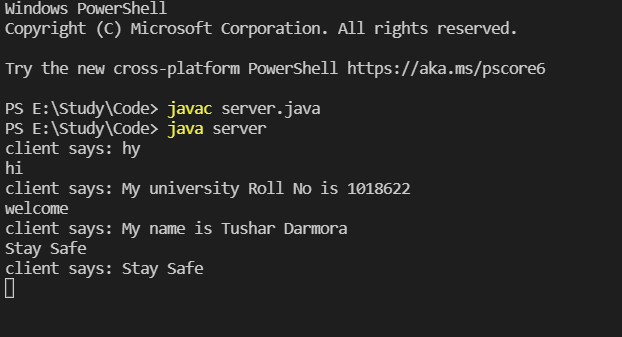 Windows PowerShell
Copyright (C) Microsoft Corporation. All rights reserved.
Try the new cross-platform PowerShell https://aka.ms/pscore6
PS E:\Study\Code> javac server.java
PS E:\Study\Code> java server
client says: hy
hi
client says: My university Roll No is 1018622
welcome
client says: My name is Tushar Darmora
Stay Safe
client says: Stay Safe